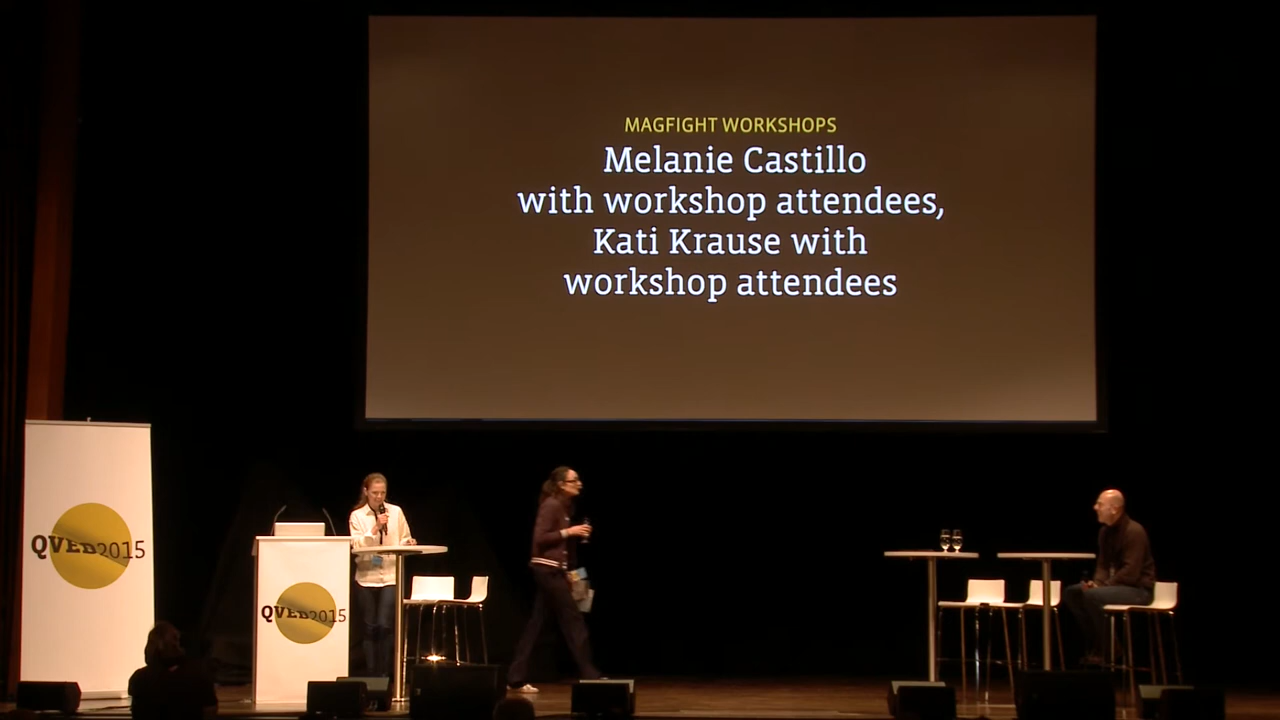 MAGFIGHT WORKSHOPS
Melanie Castillo
with workshop attendees,
Kati Krause with
workshop attendees
QVED2015
QVED2015